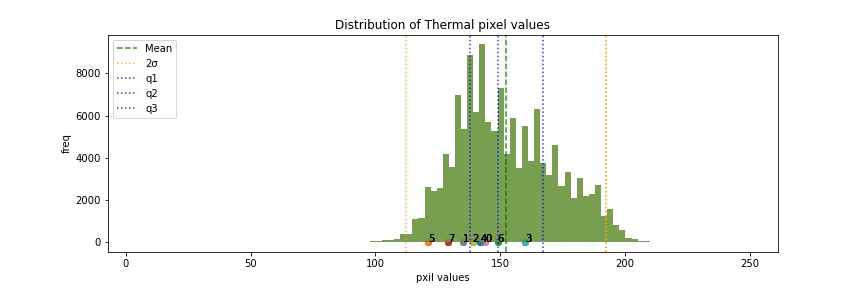 Distribution of Thermal pixel values
Mean
2σ
q1
q2
q3
freq
8000
6000
4000
2000
0
5 7 1 2 4 0 6 3
0 50 100 150 200 250
pxil values